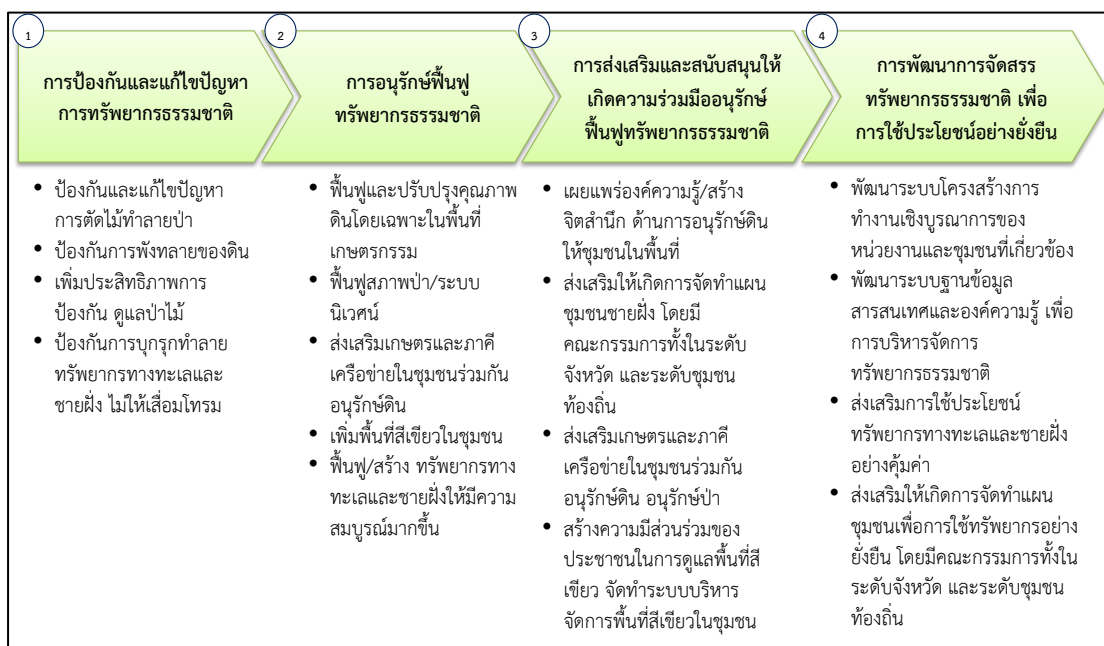 1
การป้องกันและแก้ไขปัญหา
การทรัพยากรธรรมชาติ
2
การอนุรักษ์ฟื้นฟู
ทรัพยากรธรรมชาติ
3
การส่งเสริมและสนับสนุนให้
เกิดความร่วมมืออนุรักษ์
ฟื้นฟูทรัพยากรธรรมชาติ
4
การพัฒนาการจัดสรร
ทรัพยากรธรรมชาติ เพื่อ
การใช้ประโยชน์อย่างยั่งยืน
• ป้องกันและแก้ไขปัญหา
การตัดไม้ทำลายป่า
• ป้องกันการพังทลายของดิน
• เพิ่มประสิทธิภาพการ
ป้องกัน ดูแลป่าไม้
• ป้องกันการบุกรุกทำลาย
ทรัพยากรทางทะเลและ
ชายฝั่ง ไม่ให้เสื่อมโทรม
• ฟื้นฟูและปรับปรุงคุณภาพ
ดินโดยเฉพาะในพื้นที่
เกษตรกรรม
• ฟื้นฟูสภาพป่า/ระบบ
นิเวศน์
• ส่งเสริมเกษตรและภาคี
เครือข่ายในชุมชนร่วมกัน
อนุรักษ์ดิน
• เพิ่มพื้นที่สีเขียวในชุมชน
• ฟื้นฟู/สร้าง ทรัพยากรทาง
ทะเลและชายฝั่งให้มีความ
สมบูรณ์มากขึ้น
• เผยแพร่องค์ความรู้/สร้าง
จิตสำนึก ด้านการอนุรักษ์ดิน
ให้ชุมชนในพื้นที่
• ส่งเสริมให้เกิดการจัดทำแผน
ชุมชนชายฝั่ง โดยมี
คณะกรรมการทั้งในระดับ
จังหวัด และระดับชุมชน
ท้องถิ่น
• ส่งเสริมเกษตรและภาคี
เครือข่ายในชุมชนร่วมกัน
อนุรักษ์ดิน อนุรักษ์ป่า
• สร้างความมีส่วนร่วมของ
ประชาชนในการดูแลพื้นที่สี
เขียว จัดทำระบบบริหาร
จัดการพื้นที่สีเขียวในชุมชน
• พัฒนาระบบโครงสร้างการ
ทำงานเชิงบูรณาการของ
หน่วยงานและชุมชนที่เกี่ยวข้อง
• พัฒนาระบบฐานข้อมูล
สารสนเทศและองค์ความรู้ เพื่อ
การบริหารจัดการ
ทรัพยากรธรรมชาติ
• ส่งเสริมการใช้ประโยชน์
ทรัพยากรทางทะเลและชายฝั่ง
อย่างคุ้มค่า
• ส่งเสริมให้เกิดการจัดทำแผน
ชุมชนเพื่อการใช้ทรัพยากรอย่าง
ยั่งยืน โดยมีคณะกรรมการทั้งใน
ระดับจังหวัด และระดับชุมชน
ท้องถิ่น